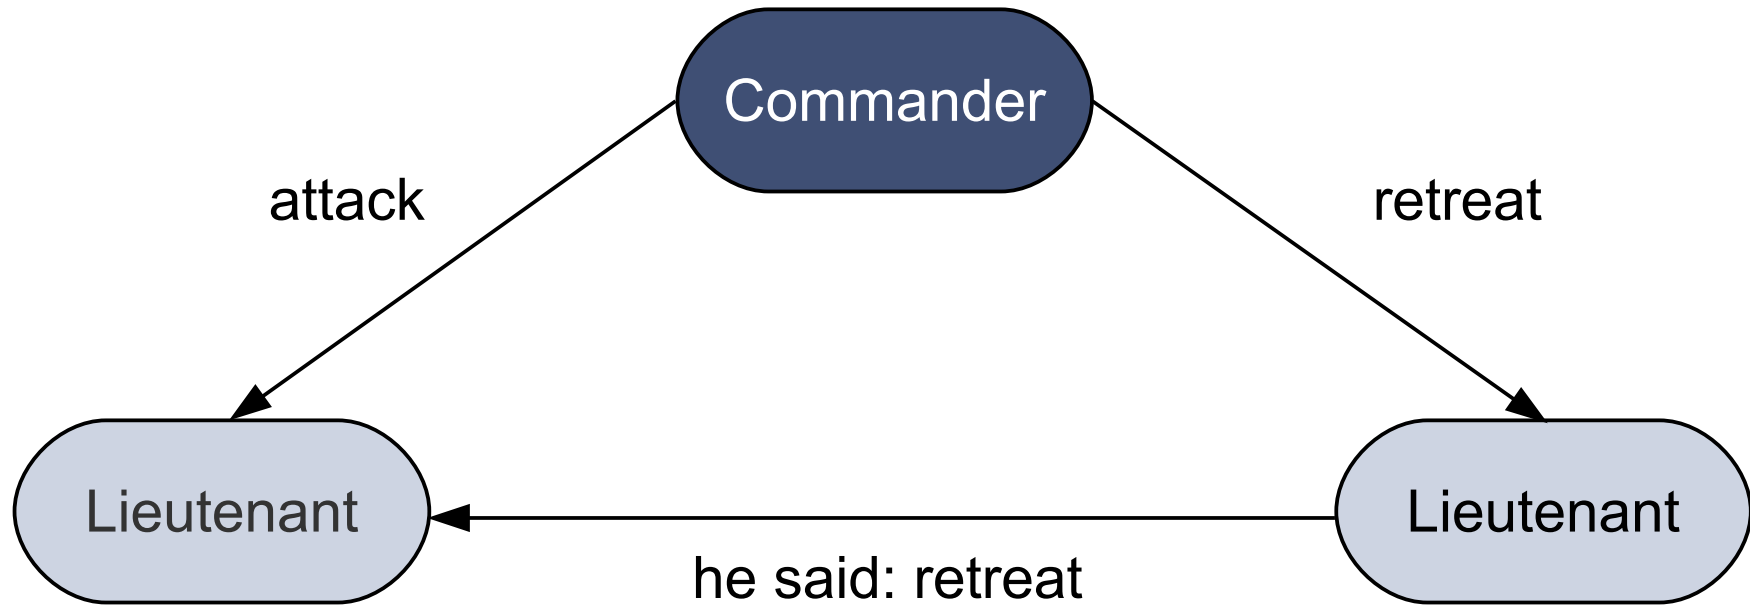 Commander
attack
retreat
Lieutenant
Lieutenant
he said: retreat